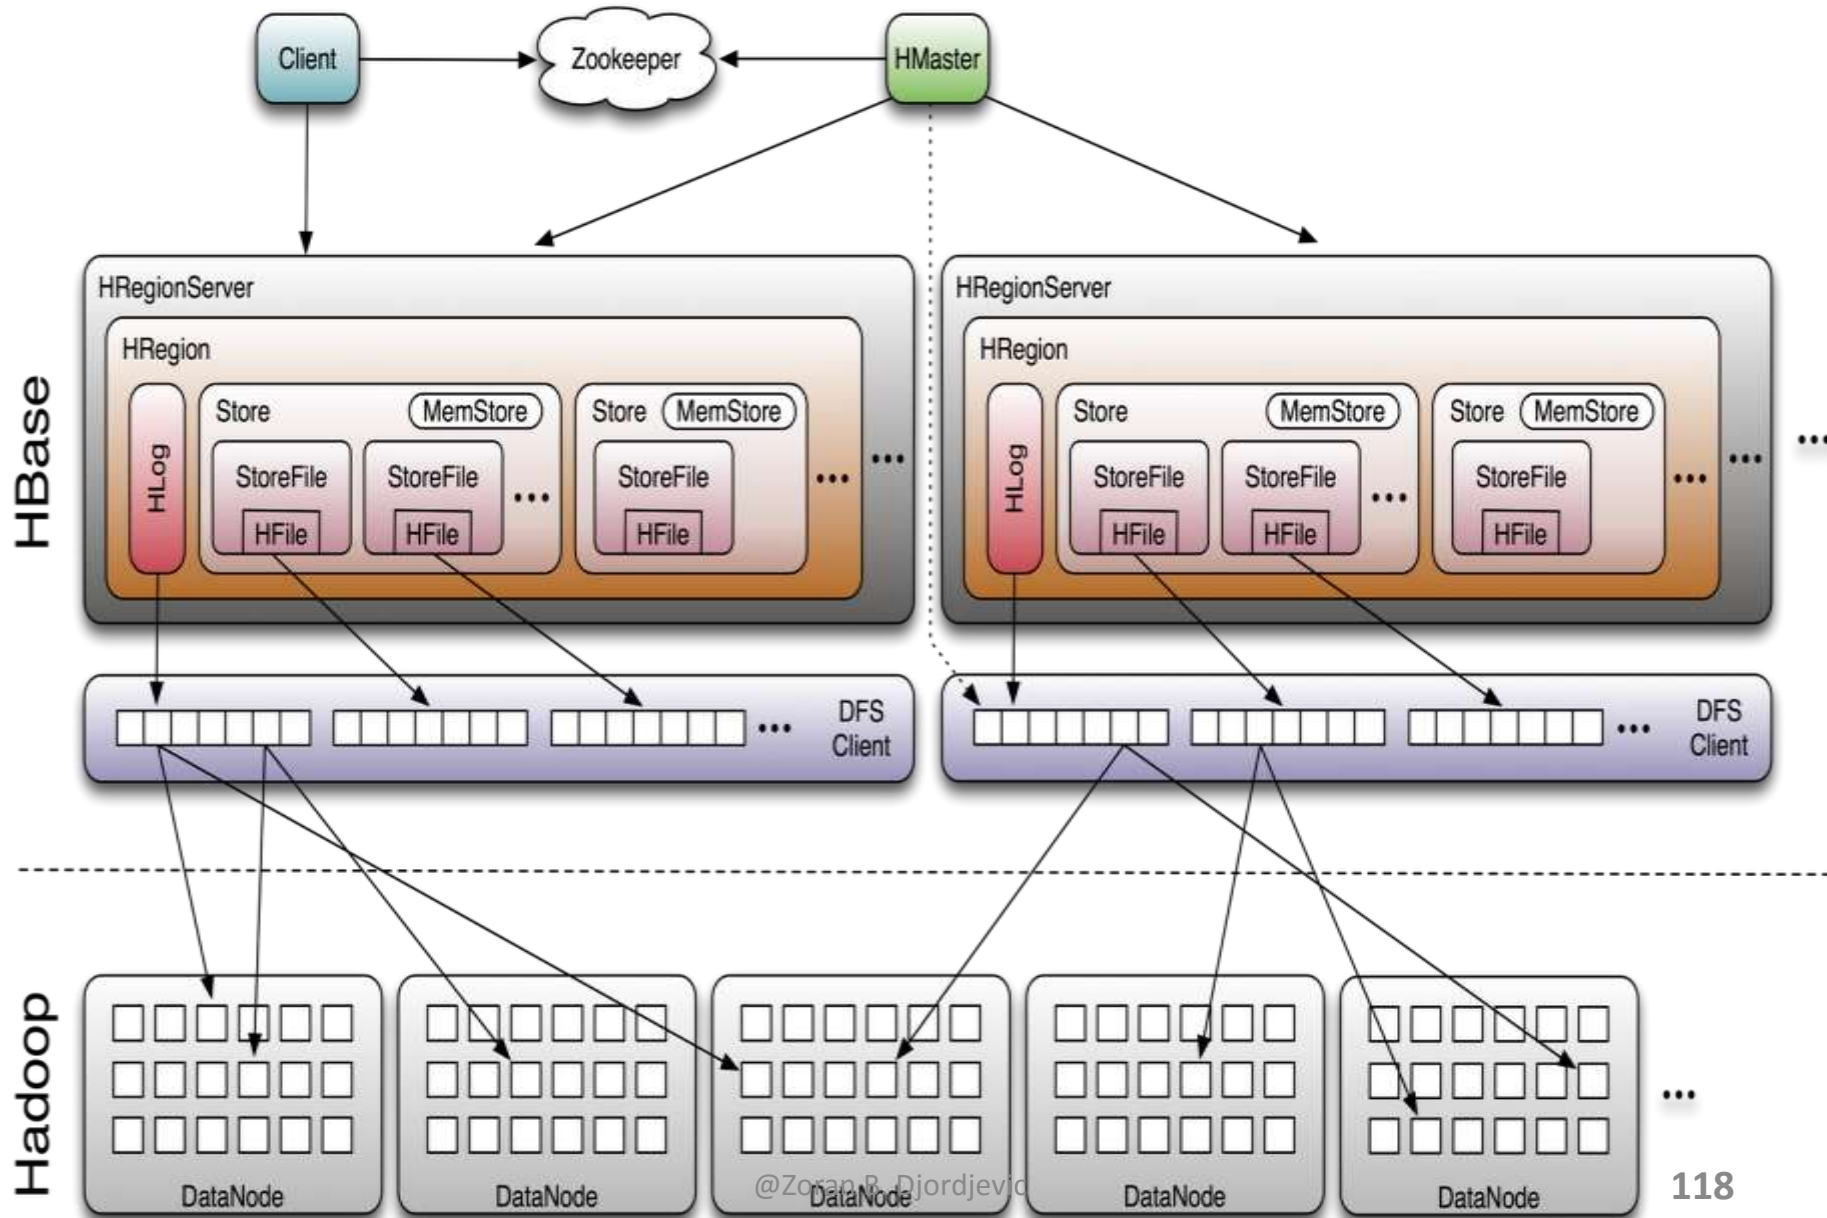 Client
Zookeeper
HMaster
HBase
HRegionServer
HRegion
HLog
Store
MemStore
StoreFile
HFile
StoreFile
HFile
...
Store
MemStore
StoreFile
HFile
...
...
HRegionServer
HRegion
HLog
Store
MemStore
StoreFile
HFile
StoreFile
HFile
...
Store
MemStore
StoreFile
HFile
...
...
...
...
DFS
Client
...
DFS
Client
Hadoop
DataNode
DataNode
DataNode
DataNode
DataNode
...
@Zoran B. Djordjevic
118